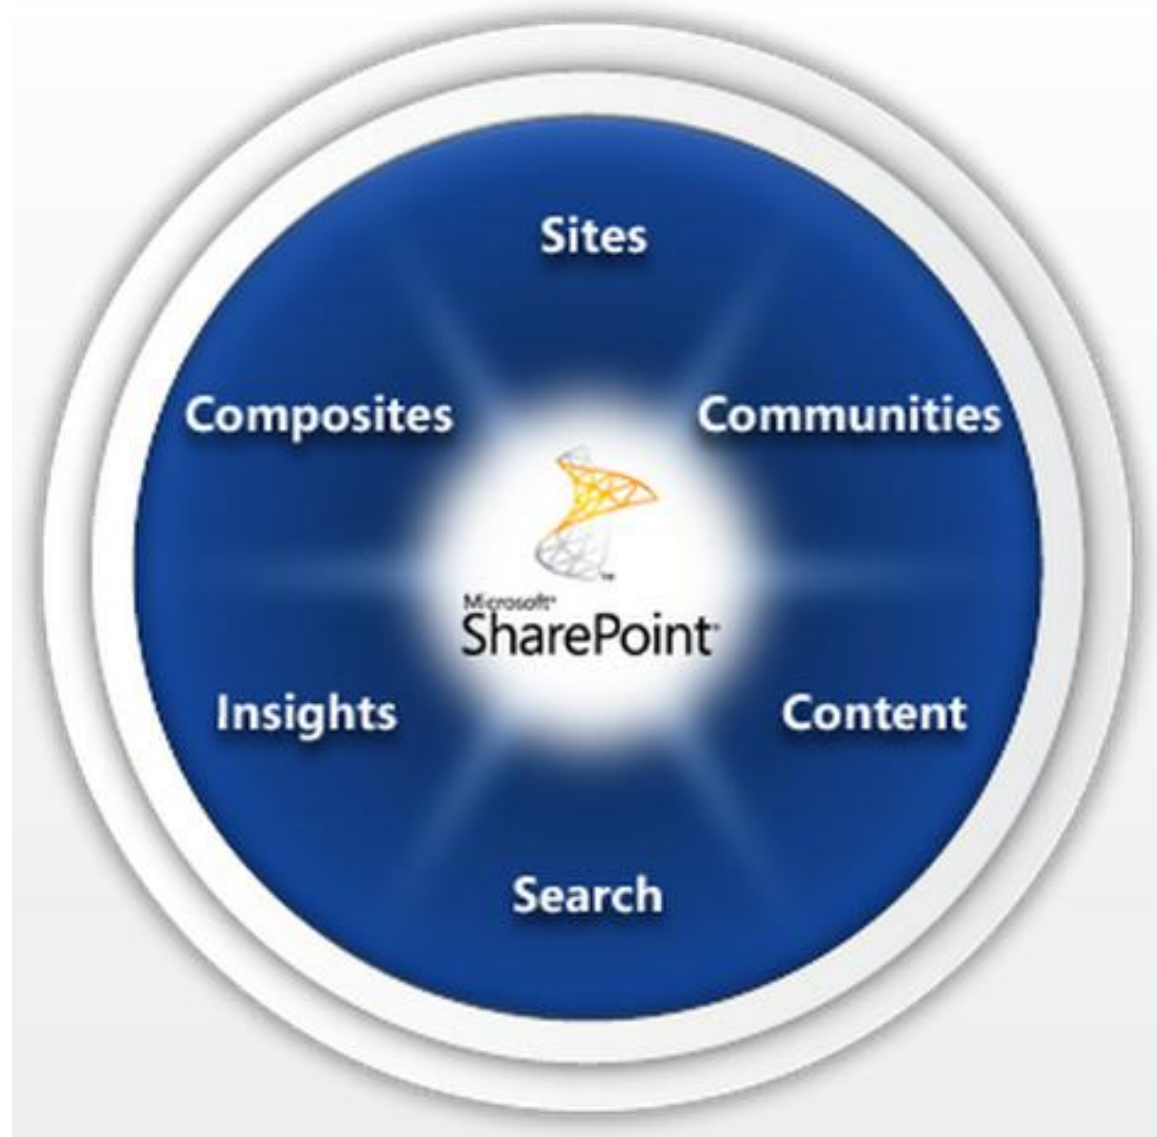 Sites
Composites
Communities
Microsoft®
SharePoint®
Insights
Content
Search